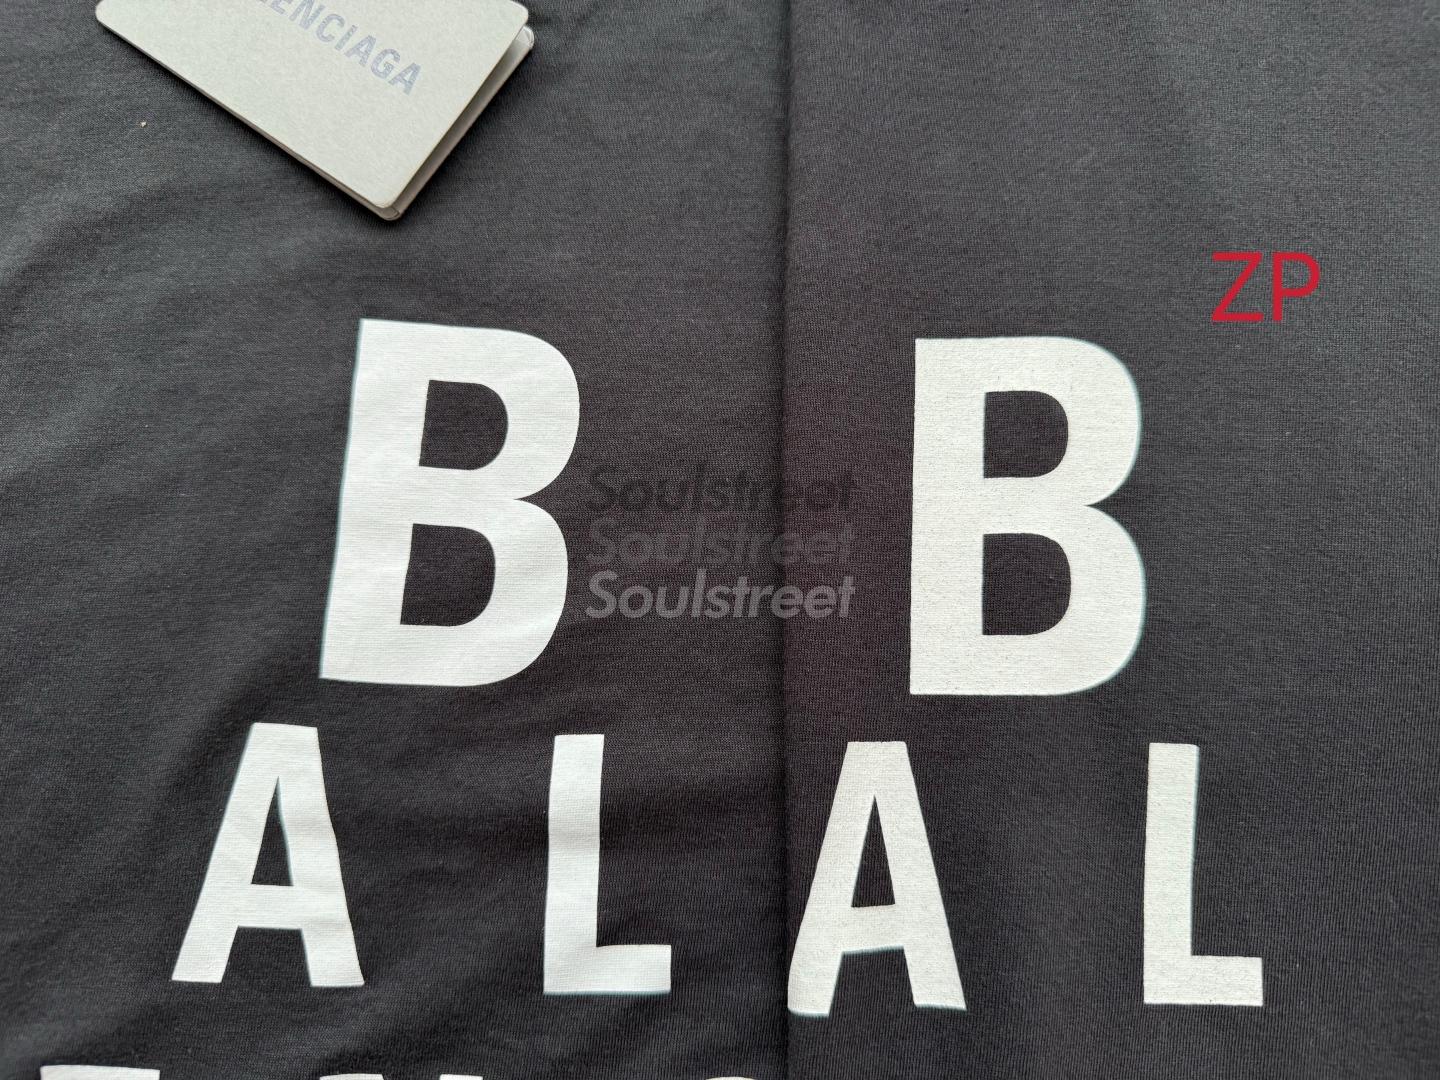 ENCIAGA
ZP
B B
Soulstreet
Soulstreet
Soulstreet
A L A L